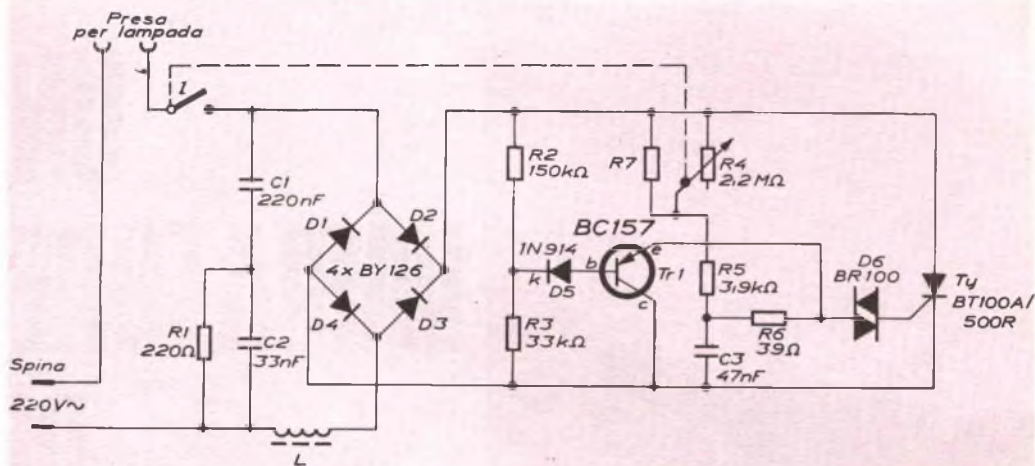 Presa
per lampada
I
C1
220nF
D1
D2
4x BY126
D4
D3
R1
220Ω
C2
33nF
Spina
220V~
L
R2
150kΩ
R7
R4
2,2MΩ
BC157
1N914
b
e
k
D5
Tr1
c
R5
3,9kΩ
D6
BR100
Ty
BT100A/
500R
R3
33kΩ
R6
39Ω
C3
47nF